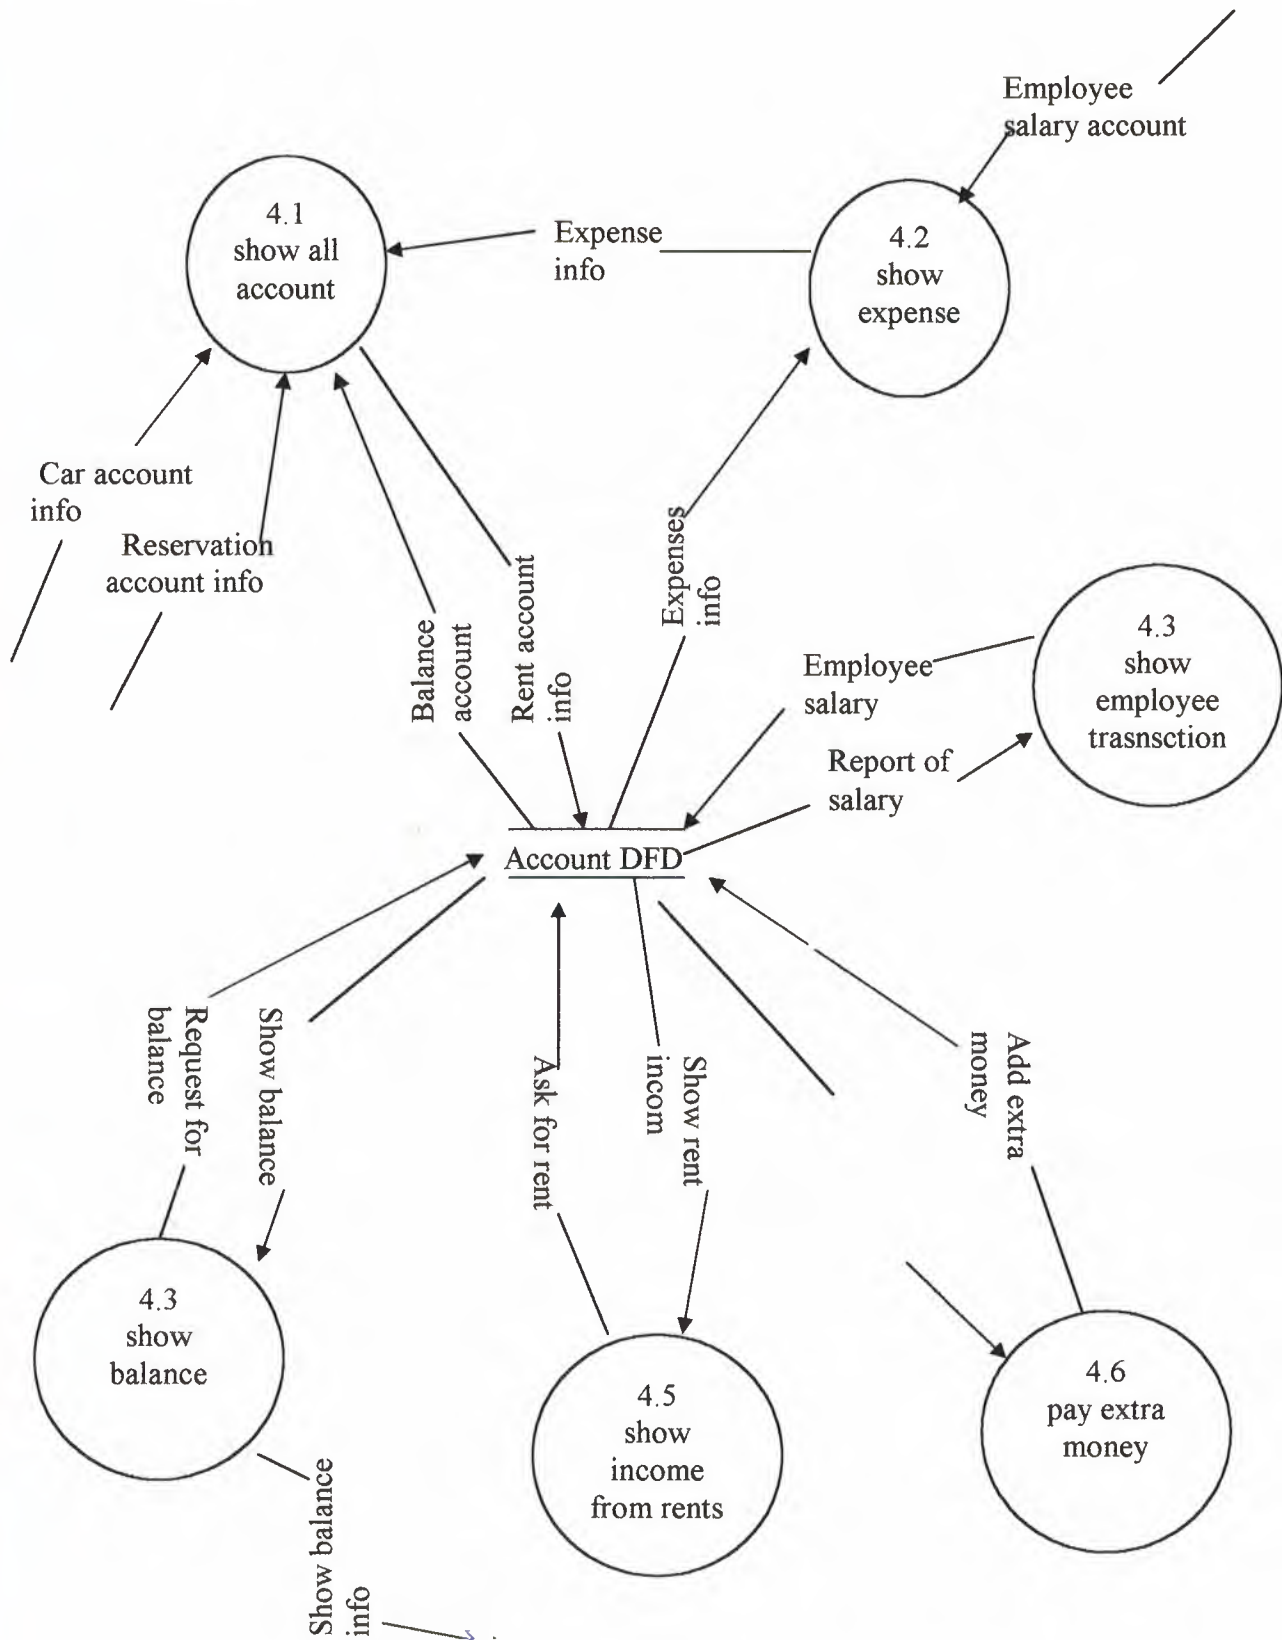 Employee
salary account
4.1
show all
account
Expense
info
4.2
show
expense
Car account
info
Reservation
account info
Balance
account
Rent account
info
Expenses
info
Employee
salary
4.3
show
employee
trasnsction
Report of
salary
Account DFD
Request for
balance
Show balance
Ask for rent
Show rent
incom
Add extra
money
4.3
show
balance
4.5
show
income
from rents
4.6
pay extra
money
Show balance
info